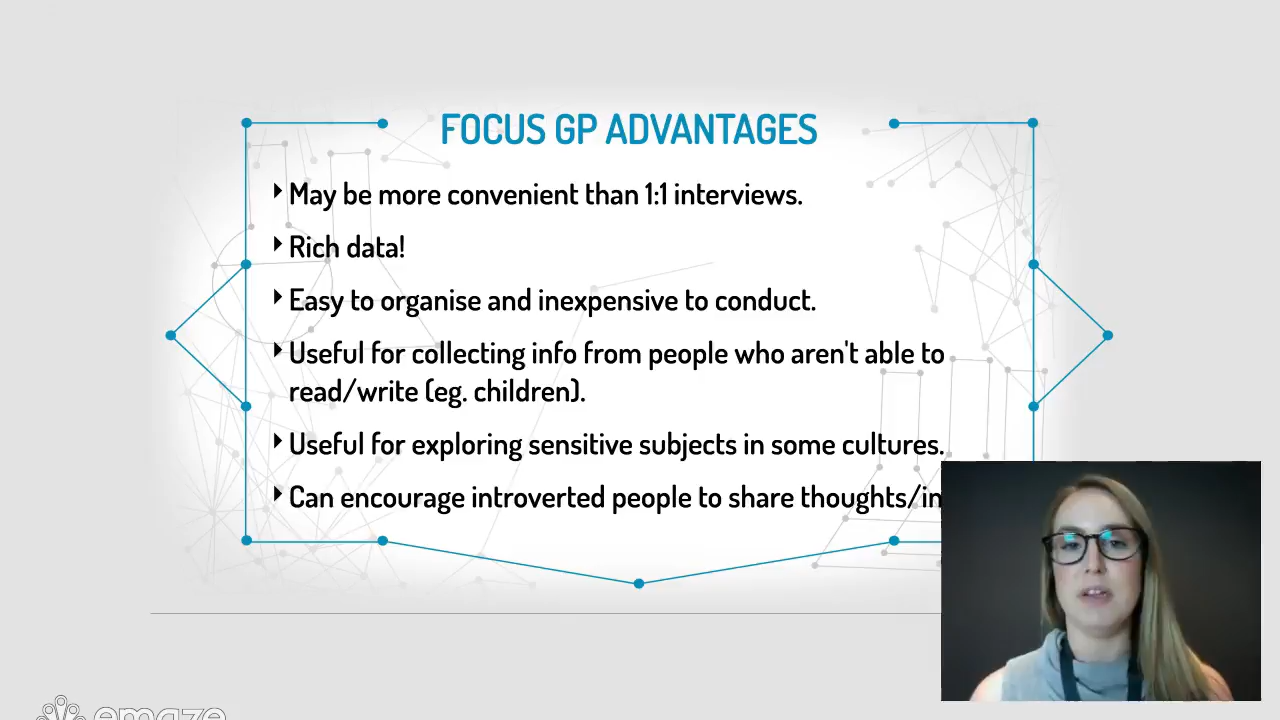 FOCUS GP ADVANTAGES
May be more convenient than 1:1 interviews.
Rich data!
Easy to organise and inexpensive to conduct.
Useful for collecting info from people who aren't able to
read/write (eg. children).
Useful for exploring sensitive subjects in some cultures.
Can encourage introverted people to share thoughts/in
emaze